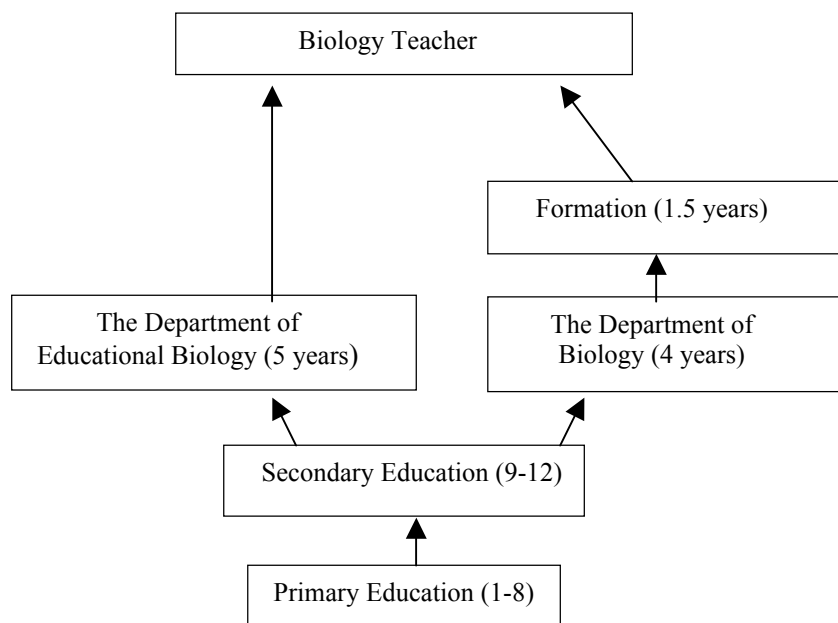 Biology Teacher
Formation (1.5 years)
The Department of
Educational Biology (5 years)
The Department of
Biology (4 years)
Secondary Education (9-12)
Primary Education (1-8)